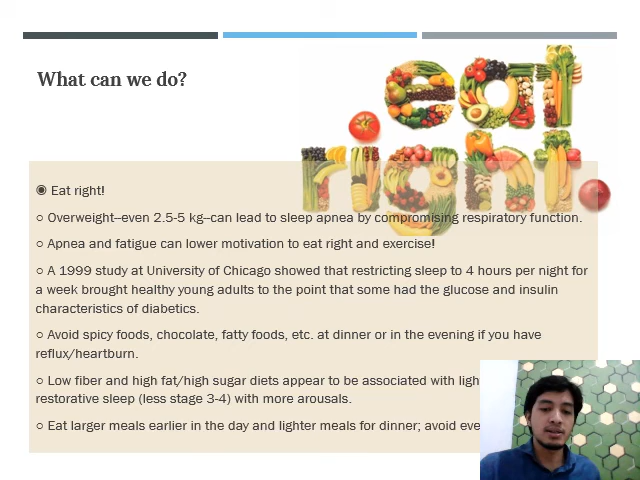 eat
right
What can we do?
◉ Eat right!
○ Overweight--even 2.5-5 kg--can lead to sleep apnea by compromising respiratory function.
○ Apnea and fatigue can lower motivation to eat right and exercise!
○ A 1999 study at University of Chicago showed that restricting sleep to 4 hours per night for
a week brought healthy young adults to the point that some had the glucose and insulin
characteristics of diabetics.
○ Avoid spicy foods, chocolate, fatty foods, etc. at dinner or in the evening if you have
reflux/heartburn.
○ Low fiber and high fat/high sugar diets appear to be associated with
restorative sleep (less stage 3-4) with more arousals.
○ Eat larger meals earlier in the day and lighter meals for dinner; avoid